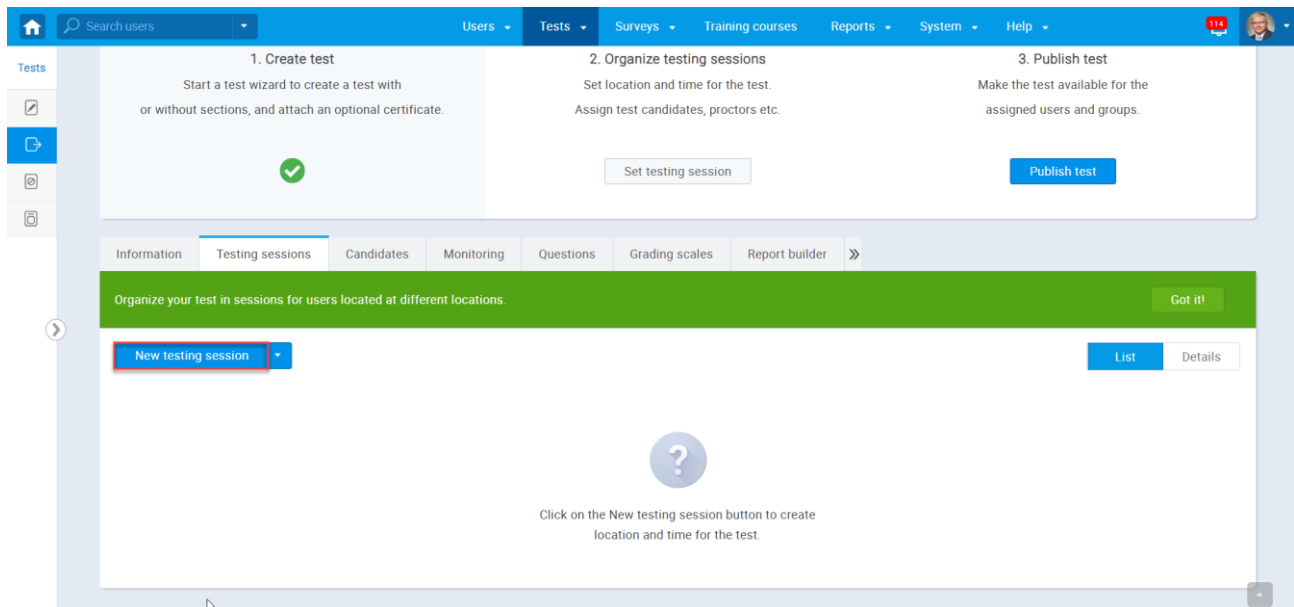 Search users
Users
Tests
Surveys
Training courses
Reports
System
Help
114
Tests
1. Create test
Start a test wizard to create a test with
or without sections, and attach an optional certificate.
2. Organize testing sessions
Set location and time for the test.
Assign test candidates, proctors etc.
Set testing session
3. Publish test
Make the test available for the
assigned users and groups.
Publish test
Information
Testing sessions
Candidates
Monitoring
Questions
Grading scales
Report builder
Organize your test in sessions for users located at different locations.
Got it!
New testing session
List
Details
?
Click on the New testing session button to create
location and time for the test.